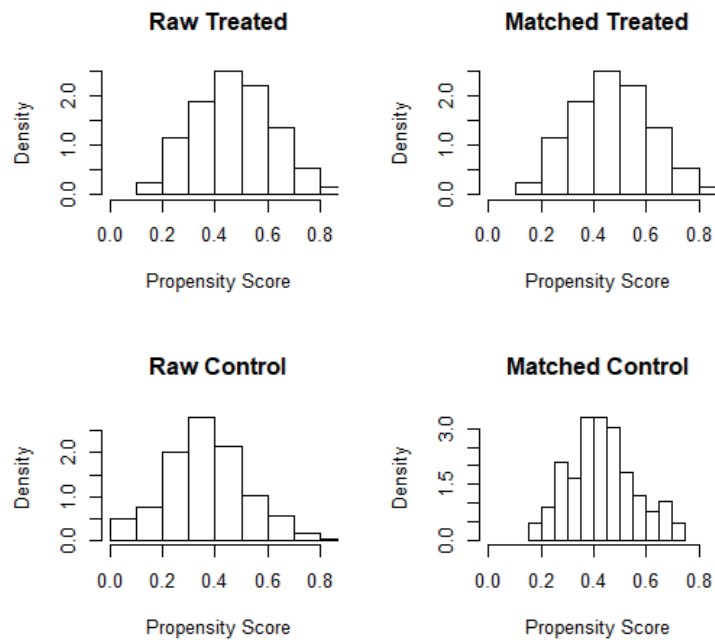 Raw Treated
Density
0.0 1.0 2.0
0.0 0.2 0.4 0.6 0.8
Propensity Score
Matched Treated
Density
0.0 1.0 2.0
0.0 0.2 0.4 0.6 0.8
Propensity Score
Raw Control
Density
0.0 1.0 2.0
0.0 0.2 0.4 0.6 0.8
Propensity Score
Matched Control
Density
0.0 1.5 3.0
0.0 0.2 0.4 0.6 0.8
Propensity Score